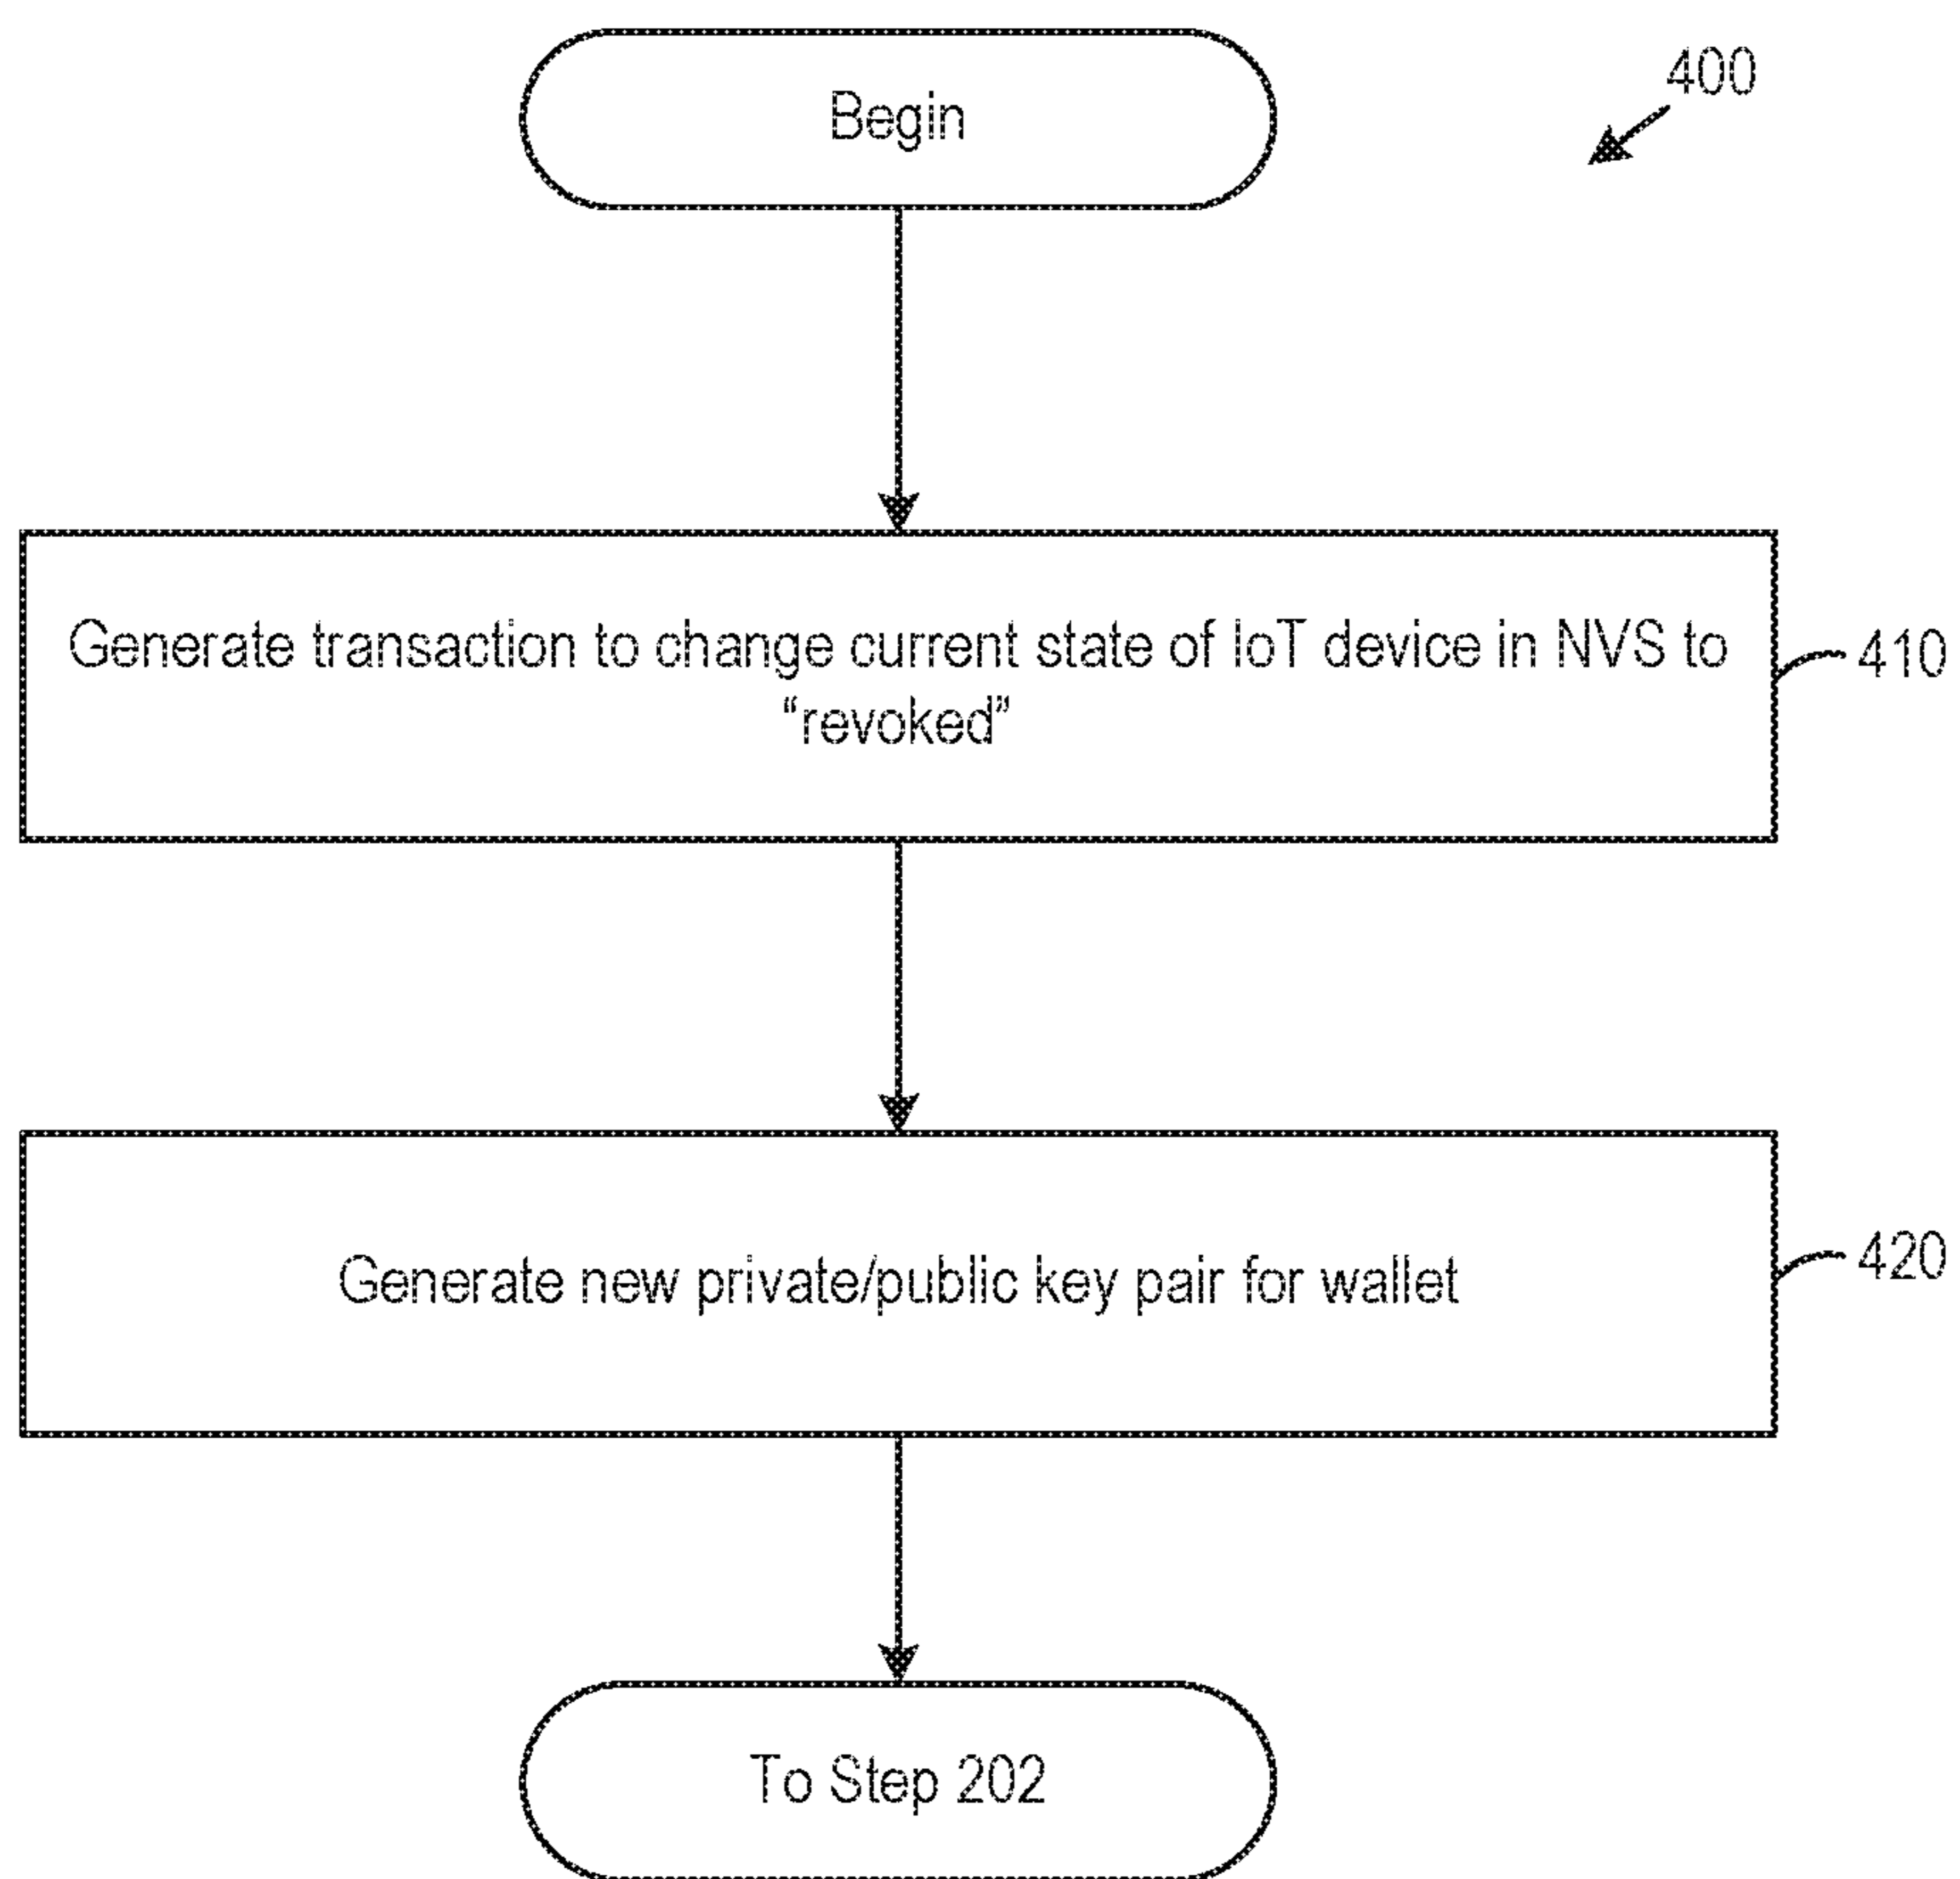 Begin
400
Generate transaction to change current state of IoT device in NVS to
“revoked”
410
Generate new private/public key pair for wallet
420
To Step 202